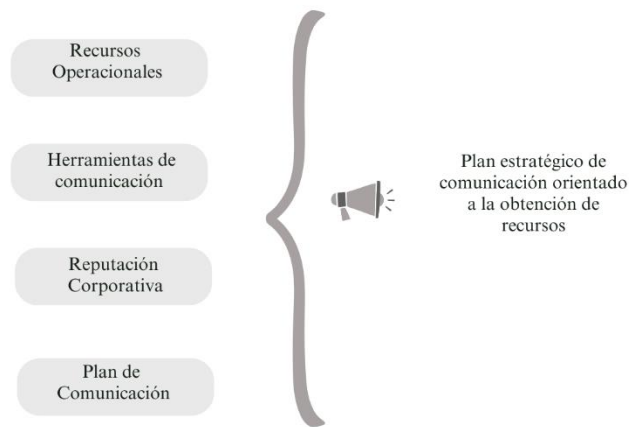 Recursos
Operacionales
Herramientas de
comunicación
Reputación
Corporativa
Plan de
Comunicación
Plan estratégico de
comunicación orientado
a la obtención de
recursos